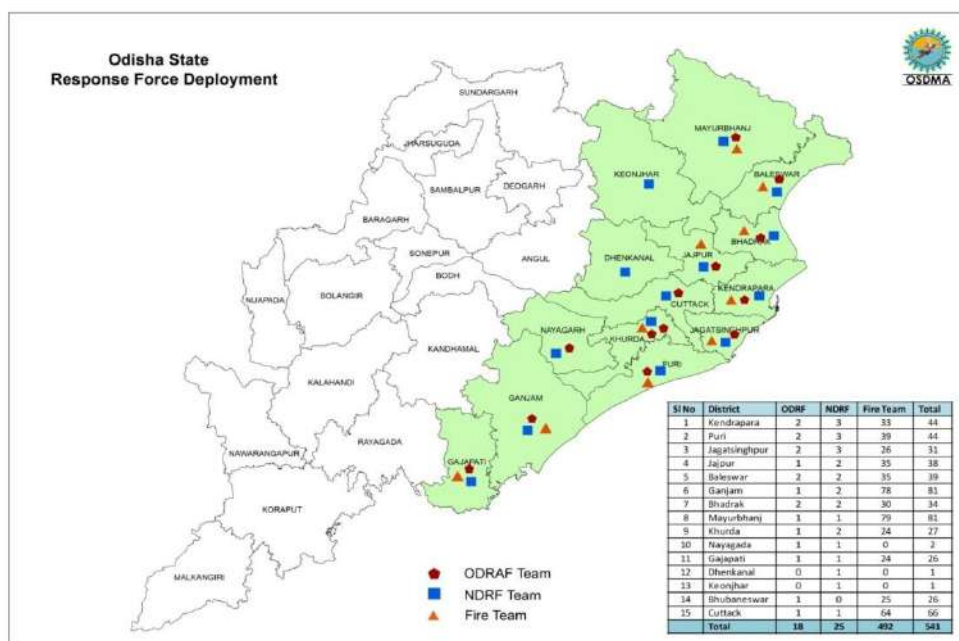 Odisha State
Response Force Deployment
OSDMA
SUNDARGARH
MAYURBHANJ
JHARSUGUDA
KEONJHAR
BALESWAR
SAMBALPUR
DEOGARH
BARAGARH
BHADRAK
SONEPUR
ANGUL
DHENKANAL
JAJPUR
BODH
NUAPADA
BOLANGIR
KENDRAPARA
CUTTACK
NAYAGARH
KHURDA
JAGATSINGHPUR
KANDHAMAL
PURI
KALAHANDI
GANJAM
RAYAGADA
NAWARANGAPUR
GAJAPATI
KORAPUT
MALKANGIRI
ODRAF Team
NDRF Team
Fire Team
Sl No District ODRF NDRF Fire Team Total
1 Kendrapara 2 3 33 44
2 Puri 2 3 39 44
3 Jagatsinghpur 2 3 26 31
4 Jajpur 1 2 35 38
5 Baleswar 2 2 35 39
6 Ganjam 1 2 78 81
7 Bhadrak 2 2 30 34
8 Mayurbhanj 1 1 79 81
9 Khurda 1 2 24 27
10 Nayagada 1 1 0 2
11 Gajapati 1 1 24 26
12 Dhenkanal 0 1 0 1
13 Keonjhar 0 1 0 1
14 Bhubaneswar 1 0 25 26
15 Cuttack 1 1 64 66
Total 18 25 492 541